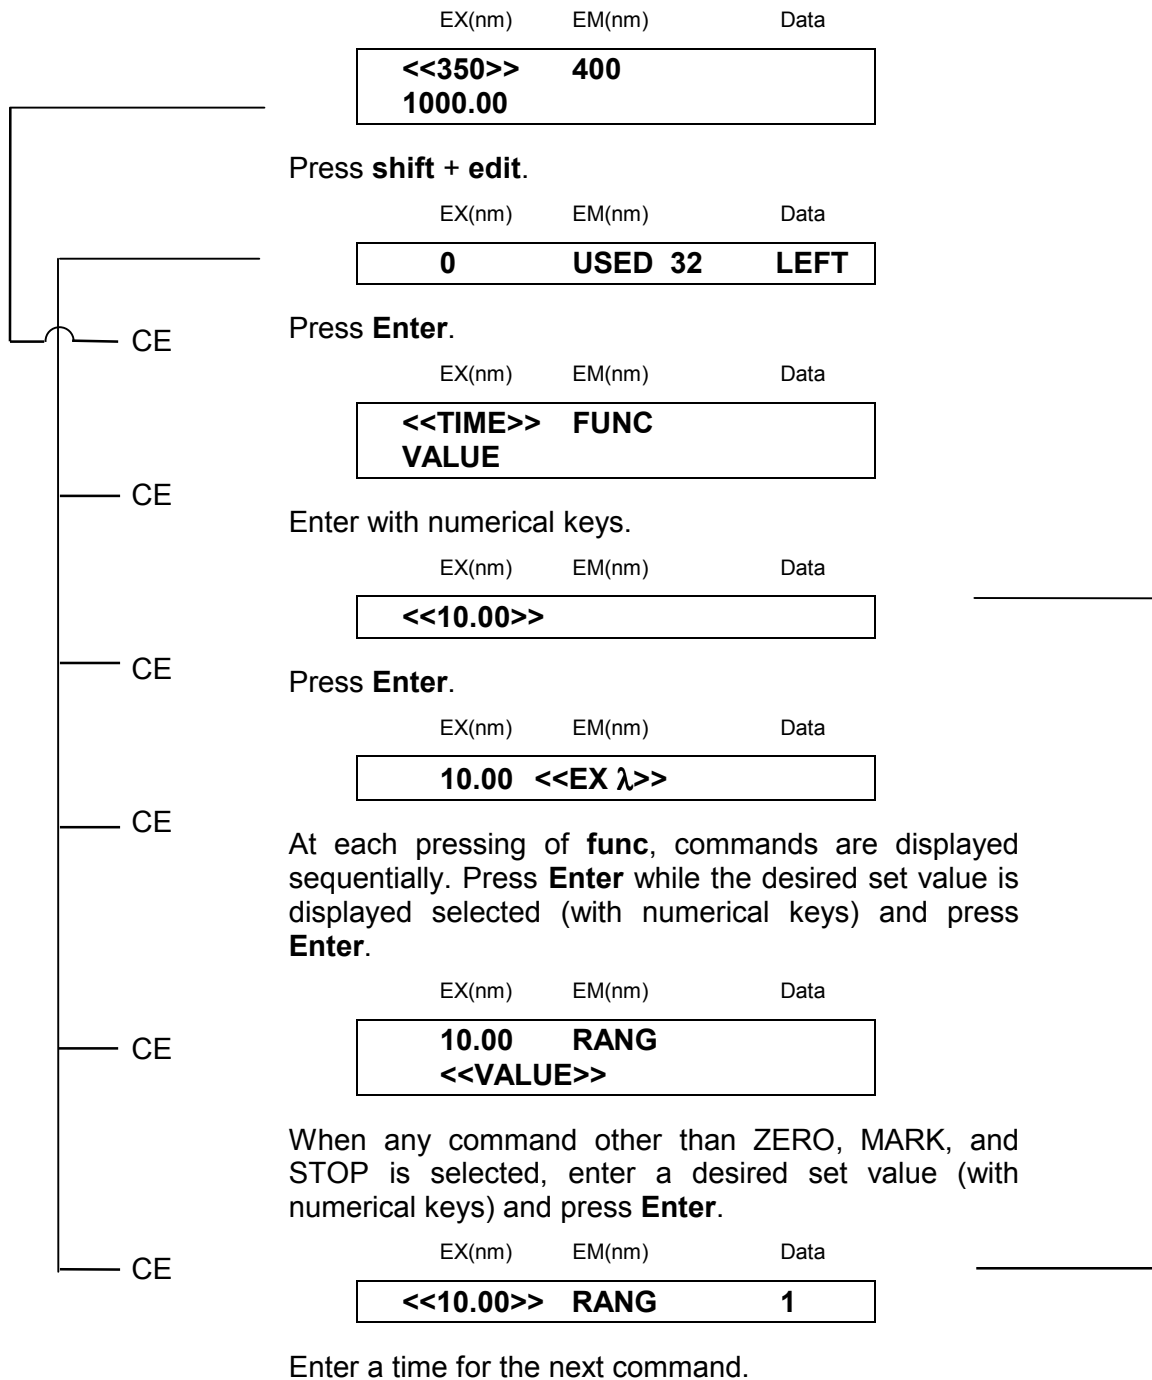 EX(nm) EM(nm) Data
<<350>> 400
1000.00
Press shift + edit.
EX(nm) EM(nm) Data
0 USED 32 LEFT
CE
Press Enter.
EX(nm) EM(nm) Data
<<TIME>> FUNC
VALUE
CE
Enter with numerical keys.
EX(nm) EM(nm) Data
<<10.00>>
CE
Press Enter.
EX(nm) EM(nm) Data
10.00 <<EX λ>>
CE
At each pressing of func, commands are displayed
sequentially. Press Enter while the desired set value is
displayed selected (with numerical keys) and press
Enter.
EX(nm) EM(nm) Data
10.00 RANG
<<VALUE>>
CE
When any command other than ZERO, MARK, and
STOP is selected, enter a desired set value (with
numerical keys) and press Enter.
EX(nm) EM(nm) Data
CE
<<10.00>> RANG 1
Enter a time for the next command.